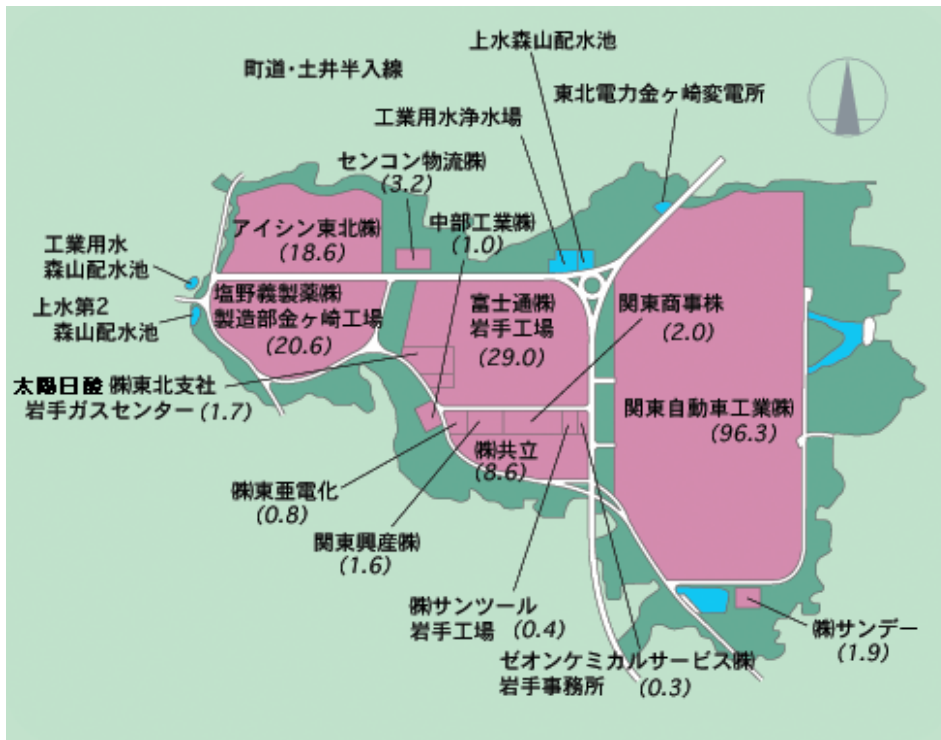 上水森山配水池
町道・土井半入線
東北電力金ヶ崎変電所
工業用水浄水場
センコン物流㈱
(3.2)
アイシン東北㈱
(18.6)
中部工業㈱
(1.0)
工業用水
森山配水池
上水第2
森山配水池
塩野義製薬㈱
製造部金ヶ崎工場
(20.6)
富士通㈱
岩手工場
(29.0)
関東商事株
(2.0)
太陽日酸 ㈱東北支社
岩手ガスセンター (1.7)
関東自動車工業㈱
(96.3)
㈱共立
(8.6)
㈱東亜電化
(0.8)
関東興産㈱
(1.6)
㈱サンツール
岩手工場 (0.4)
ゼオンケミカルサービス㈱
岩手事務所 (0.3)
㈱サンデー
(1.9)